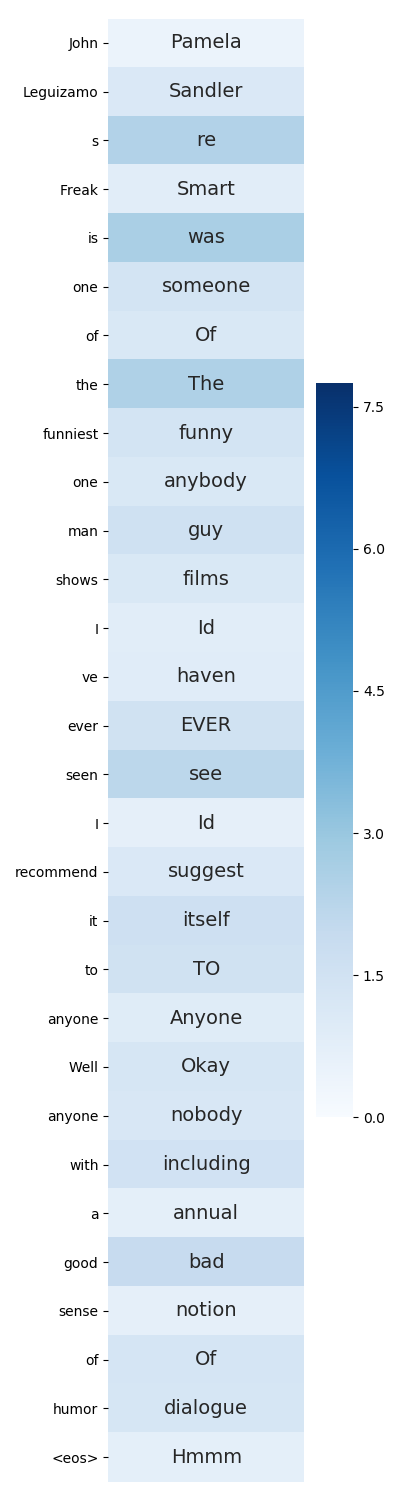 John Pamela
Leguizamo Sandler
s re
Freak Smart
is was
one someone
of Of
the The
funniest funny
one anybody
man guy
shows films
I Id
ve haven
ever EVER
seen see
I Id
recommend suggest
it itself
to TO
anyone Anyone
Well Okay
anyone nobody
with including
a annual
good bad
sense notion
of Of
humor dialogue
<eos> Hmmm
7.5
6.0
4.5
3.0
1.5
0.0